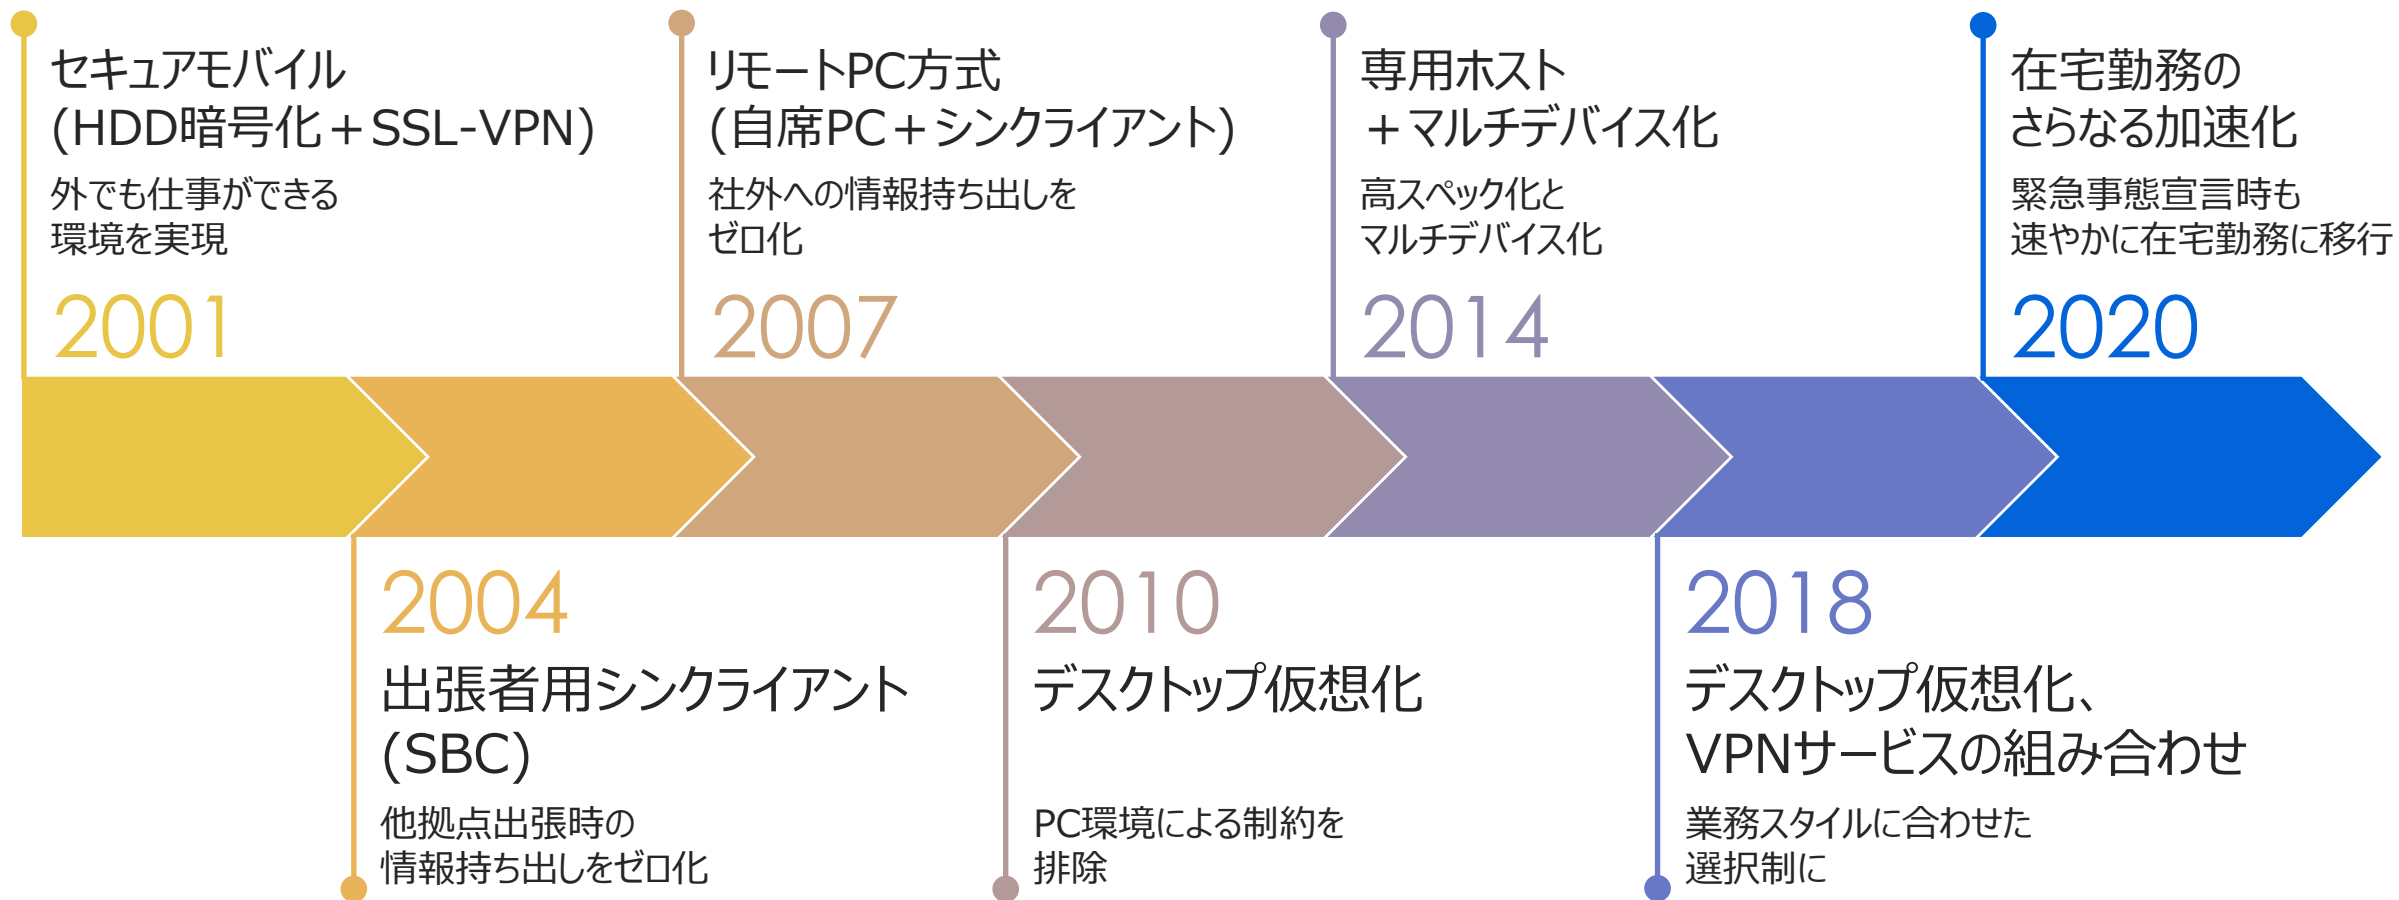 セキュアモバイル
(HDD暗号化＋SSL-VPN)
外でも仕事ができる
環境を実現
2001
リモートPC方式
(自席PC＋シンクライアント)
社外への情報持ち出しを
ゼロ化
2007
専用ホスト
＋マルチデバイス化
高スペック化と
マルチデバイス化
2014
在宅勤務の
さらなる加速化
緊急事態宣言時も
速やかに在宅勤務に移行
2020
2004
出張者用シンクライアント
(SBC)
他拠点出張時の
情報持ち出しをゼロ化
2010
デスクトップ仮想化
PC環境による制約を
排除
2018
デスクトップ仮想化、
VPNサービスの組み合わせ
業務スタイルに合わせた
選択制に